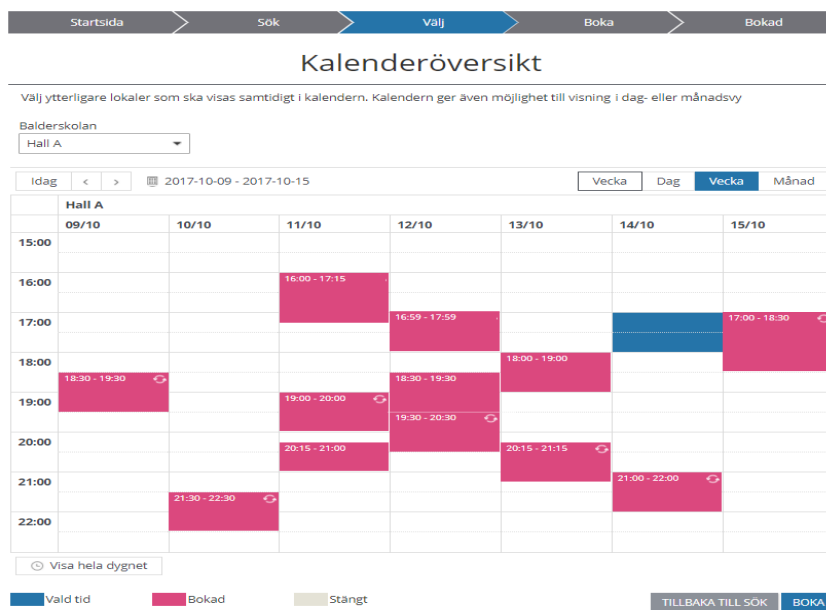 Startsida Sök Välj Boka Bokad
Kalenderöversikt
Välj ytterligare lokaler som ska visas samtidigt i kalendern. Kalendern ger även möjlighet till visning i dag- eller månadsvy
Balderskolan
Hall A
Idag < > 2017-10-09 - 2017-10-15 Vecka Dag Vecka Månad
Hall A
09/10 10/10 11/10 12/10 13/10 14/10 15/10
15:00
16:00 16:00 - 17:15
17:00 16:59 - 17:59 17:00 - 18:30
18:00 18:00 - 19:00
18:30 - 19:30 18:30 - 19:30
19:00 19:00 - 20:00
19:30 - 20:30
20:00 20:15 - 21:00 20:15 - 21:15
21:00 21:00 - 22:00
21:30 - 22:30
22:00
Visa hela dygnet
Vald tid Bokad Stängt TILLBAKA TILL SÖK BOKA